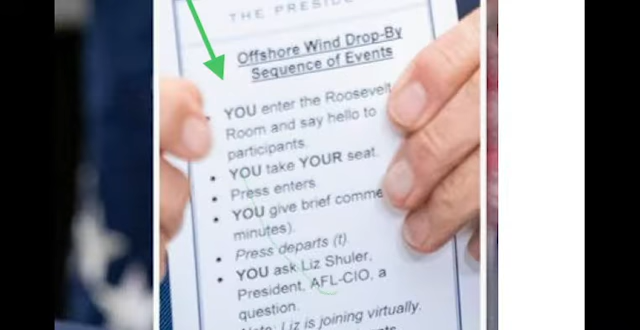 THE PRESIDE
Offshore Wind Drop-By
Sequence of Events
• YOU enter the Roosevelt
Room and say hello to
participants.
• YOU take YOUR seat.
• Press enters
• YOU give brief comme
minutes).
• Press departs (t).
• YOU ask Liz Shuler,
President, AFL-CIO, a
question.
Note: Liz is joining virtually.